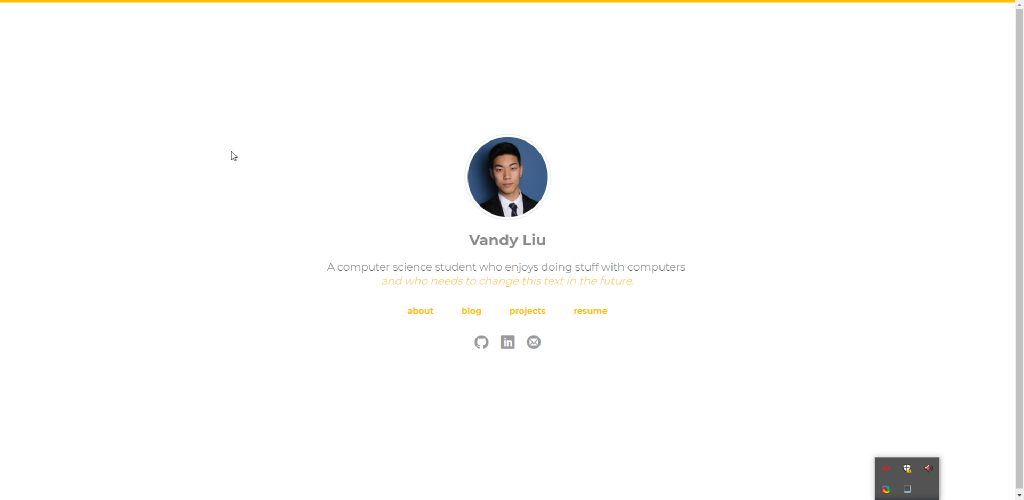 Vandy Liu
A computer science student who enjoys doing stuff with computers
and who needs to change this text in the future.
about blog projects resume
in